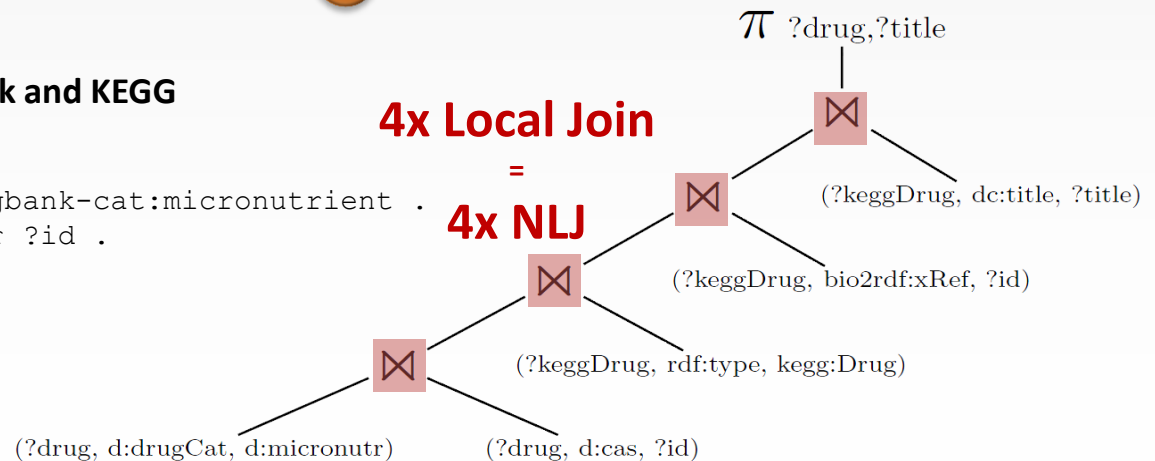 π ?drug,?title
k and KEGG
4x Local Join
⋈
=
(?keggDrug, dc:title, ?title)
⋈
gbank-cat:micronutrient .
4x NLJ
?id .
⋈
(?keggDrug, bio2rdf:xRef, ?id)
⋈
(?keggDrug, rdf:type, kegg:Drug)
(?drug, d:drugCat, d:micronutr) (?drug, d:cas, ?id)